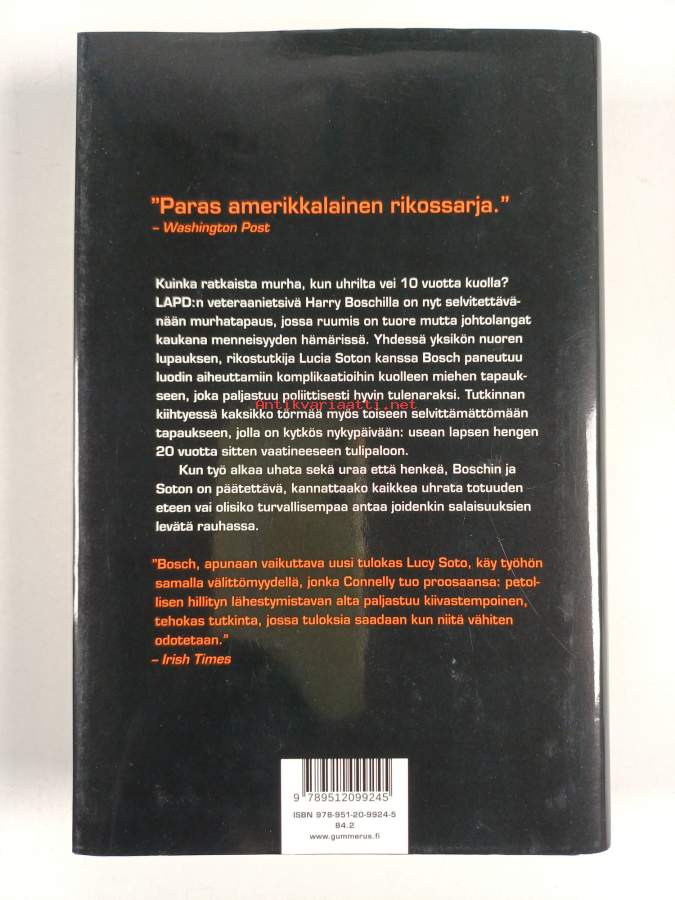 "Paras amerikkalainen rikossarja."
– Washington Post
Kuinka ratkaista murha, kun uhrilta vei 10 vuotta kuolla?
LAPD:n veteraanietsivä Harry Boschilla on nyt selvitettävä-
nään murhatapaus, jossa ruumis on tuore mutta johtolangat
kaukana menneisyyden hämärissä. Yhdessä yksikön nuoren
lupauksen, rikostutkija Lucia Soton kanssa Bosch paneutuu
luodin aiheuttamiin komplikaatioihin kuolleen miehen tapauk-
seen, joka paljastuu poliittisesti hyvin tulenaraksi. Tutkinnan
Antikvariaatti.net
kiihtyessä kaksikko törmää myös toiseen selvittämättömään
tapaukseen, jolla on kytkös nykypäivään: usean lapsen hengen
20 vuotta sitten vaatineeseen tulipaloon.
Kun työ alkaa uhata sekä uraa että henkeä, Boschin ja
Soton on päätettävä, kannattaako kaikkea uhrata totuuden
eteen vai olisiko turvallisempaa antaa joidenkin salaisuuksien
levätä rauhassa.
"Bosch, apunaan vaikuttava uusi tulokas Lucy Soto, käy työhön
samalla välittömyydellä, jonka Connelly tuo proosaansa: petol-
lisen hillityn lähestymistavan alta paljastuu kiivastempoinen,
tehokas tutkinta, jossa tuloksia saadaan kun niitä vähiten
odotetaan."
– Irish Times
9 789512 099245
ISBN 978-951-20-9924-5
84.2
www.gummerus.fi